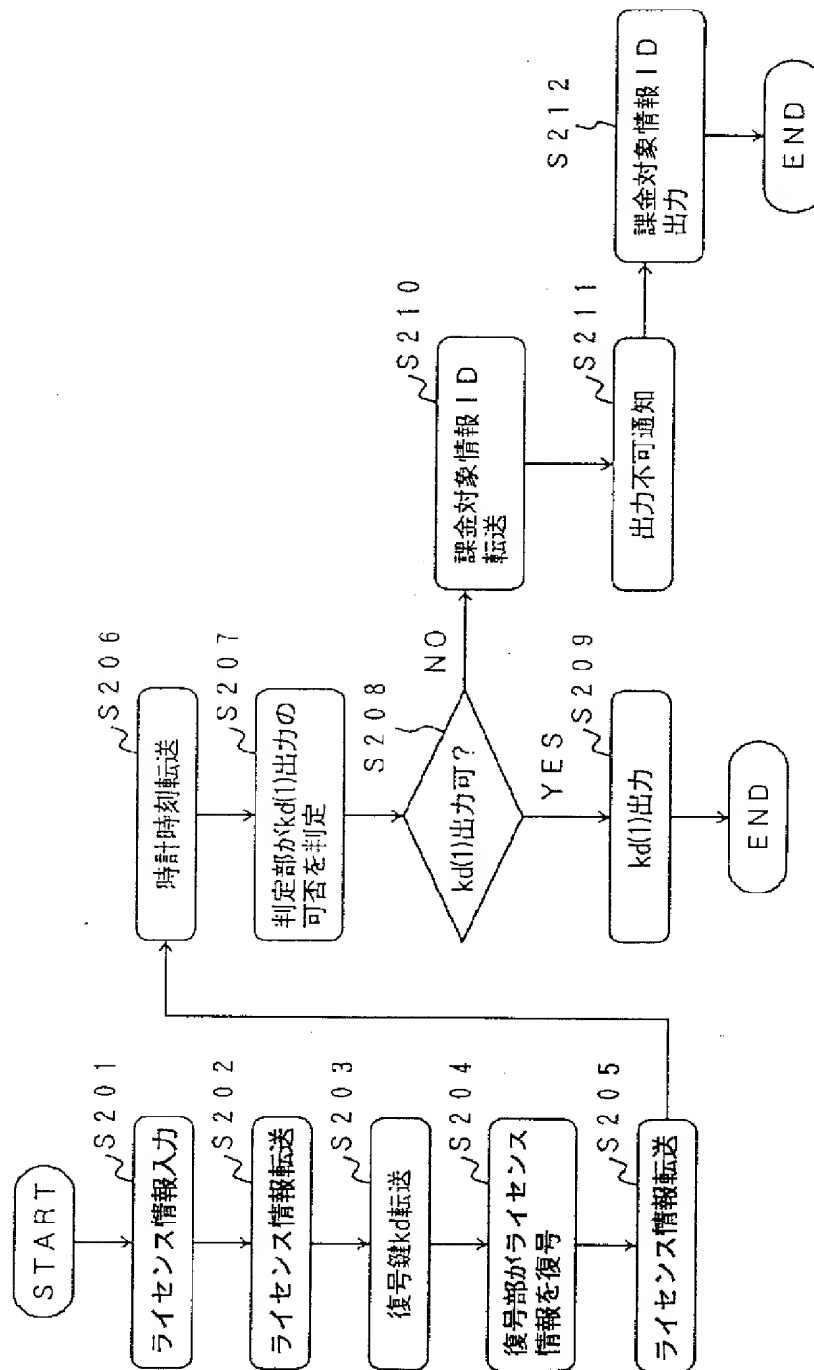 START
S201
ライセンス情報入力
S202
ライセンス情報転送
S203
復号鍵kd転送
S204
復号部がライセンス
情報を復号
S205
ライセンス情報転送
S206
時計時刻転送
S207
判定部がkd(1)出力の
可否を判定
S208
kd(1)出力可?
NO
YES
S209
kd(1)出力
END
S210
課金対象情報ID
転送
S211
出力不可通知
S212
課金対象情報ID
出力
END